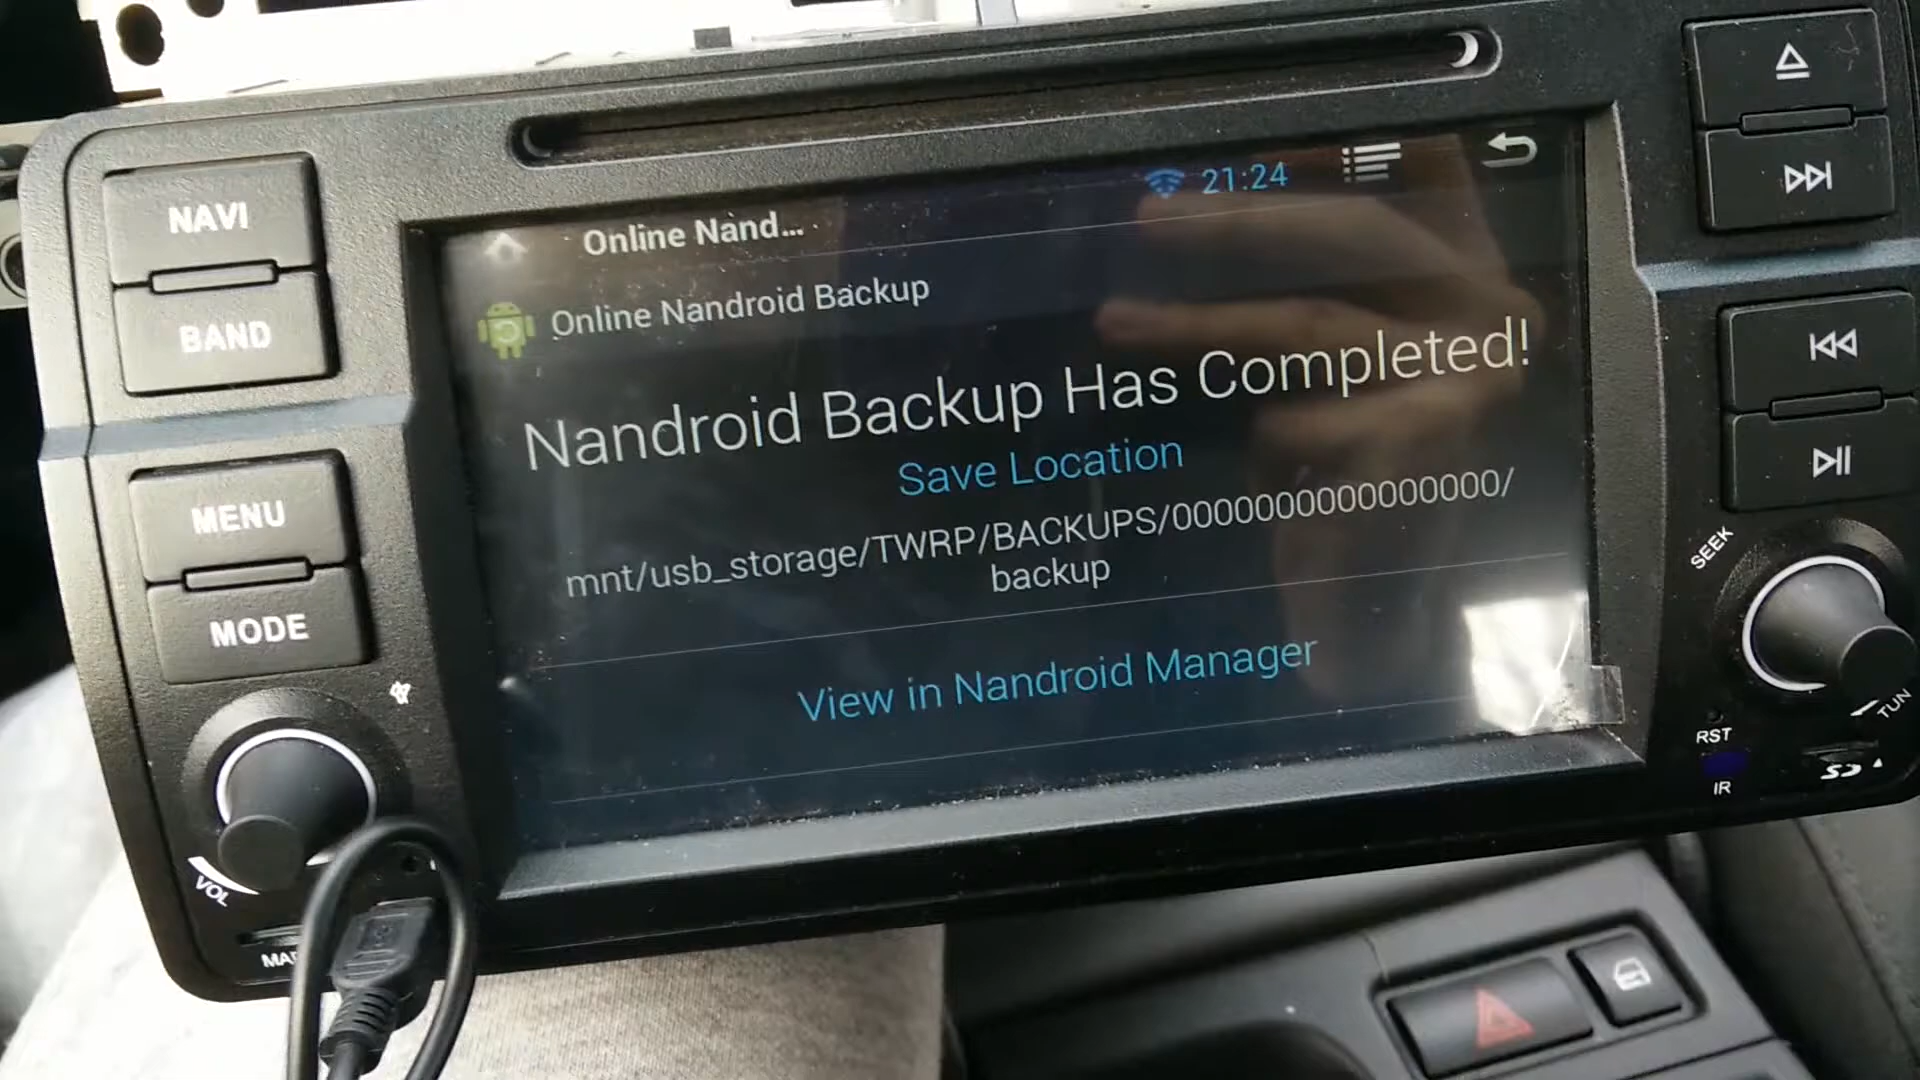 NAVI
BAND
MENU
MODE
VOL
21:24
Online Nand...
Online Nandroid Backup
Nandroid Backup Has Completed!
Save Location
mnt/usb_storage/TWRP/BACKUPS/0000000000000000/
backup
View in Nandroid Manager
SEEK
TUN
RST
IR